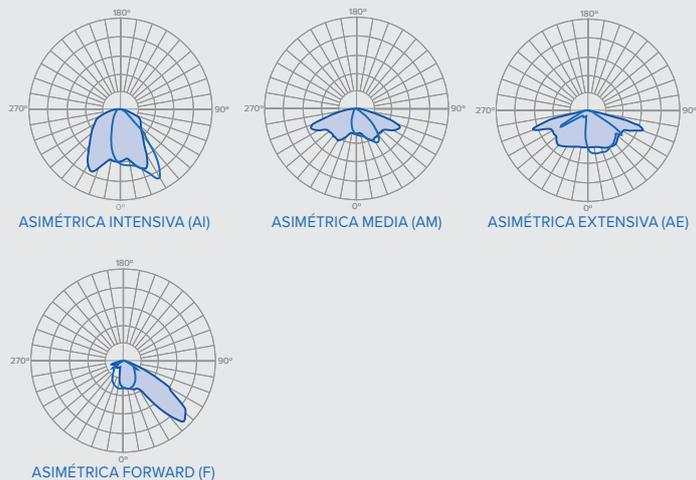 180° 180° 180°
270° 90° 270° 90° 270° 90°
0° 0° 0°
ASIMÉTRICA INTENSIVA (AI) ASIMÉTRICA MEDIA (AM) ASIMÉTRICA EXTENSIVA (AE)
180°
270° 90°
0°
ASIMÉTRICA FORWARD (F)